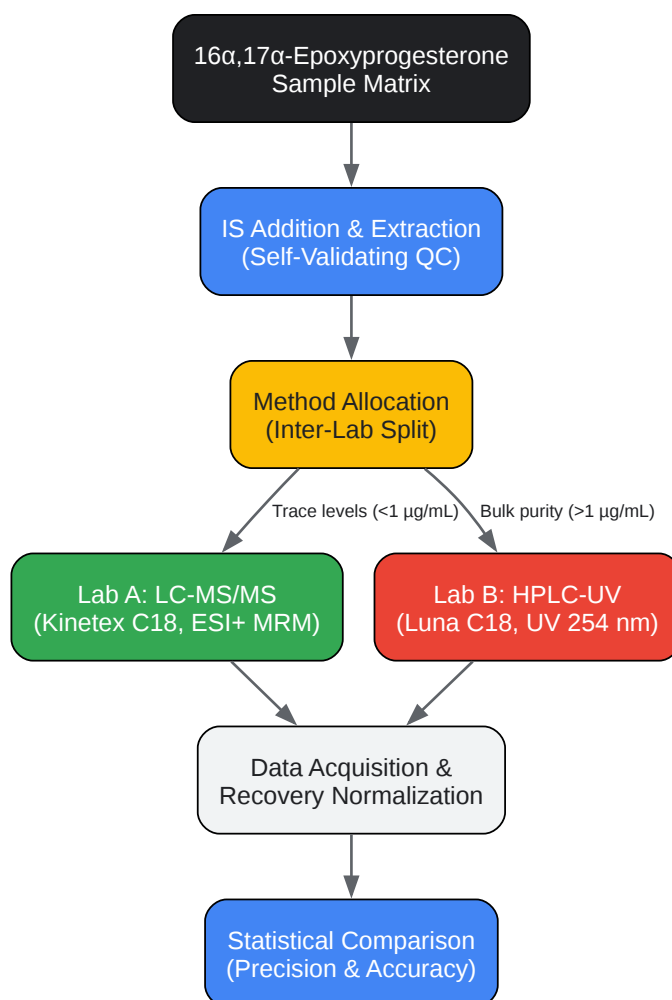 16α,17α-Epoxyprogesterone
Sample Matrix
IS Addition & Extraction
(Self-Validating QC)
Method Allocation
(Inter-Lab Split)
Trace levels (<1 µg/mL)
Bulk purity (>1 µg/mL)
Lab A: LC-MS/MS
(Kinetex C18, ESI+ MRM)
Lab B: HPLC-UV
(Luna C18, UV 254 nm)
Data Acquisition &
Recovery Normalization
Statistical Comparison
(Precision & Accuracy)